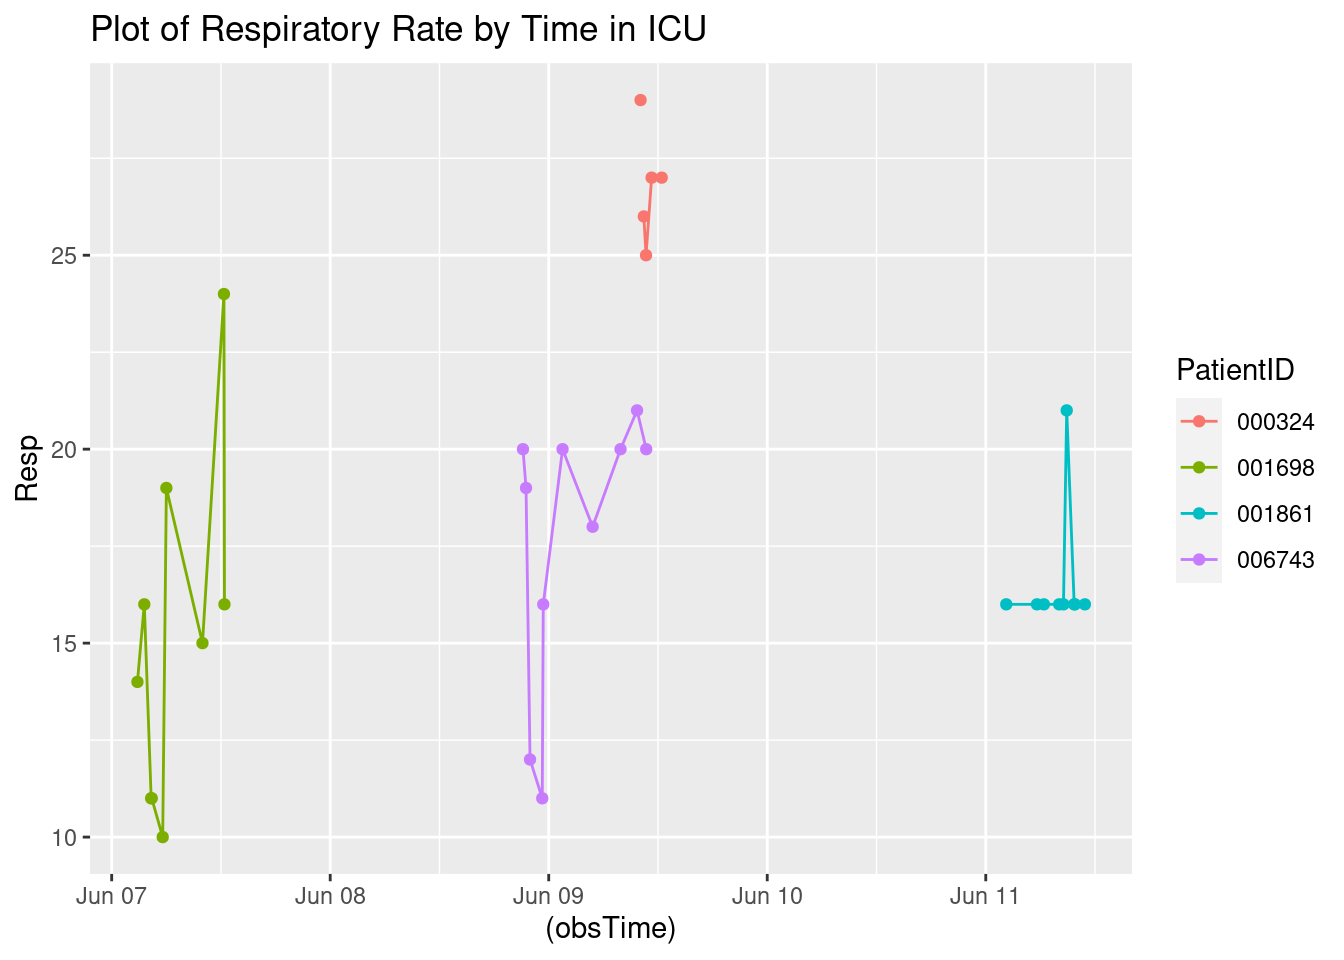 Plot of Respiratory Rate by Time in ICU
Resp
25
20
15
10
Jun 07 Jun 08 Jun 09 Jun 10 Jun 11
(obsTime)
PatientID
000324
001698
001861
006743